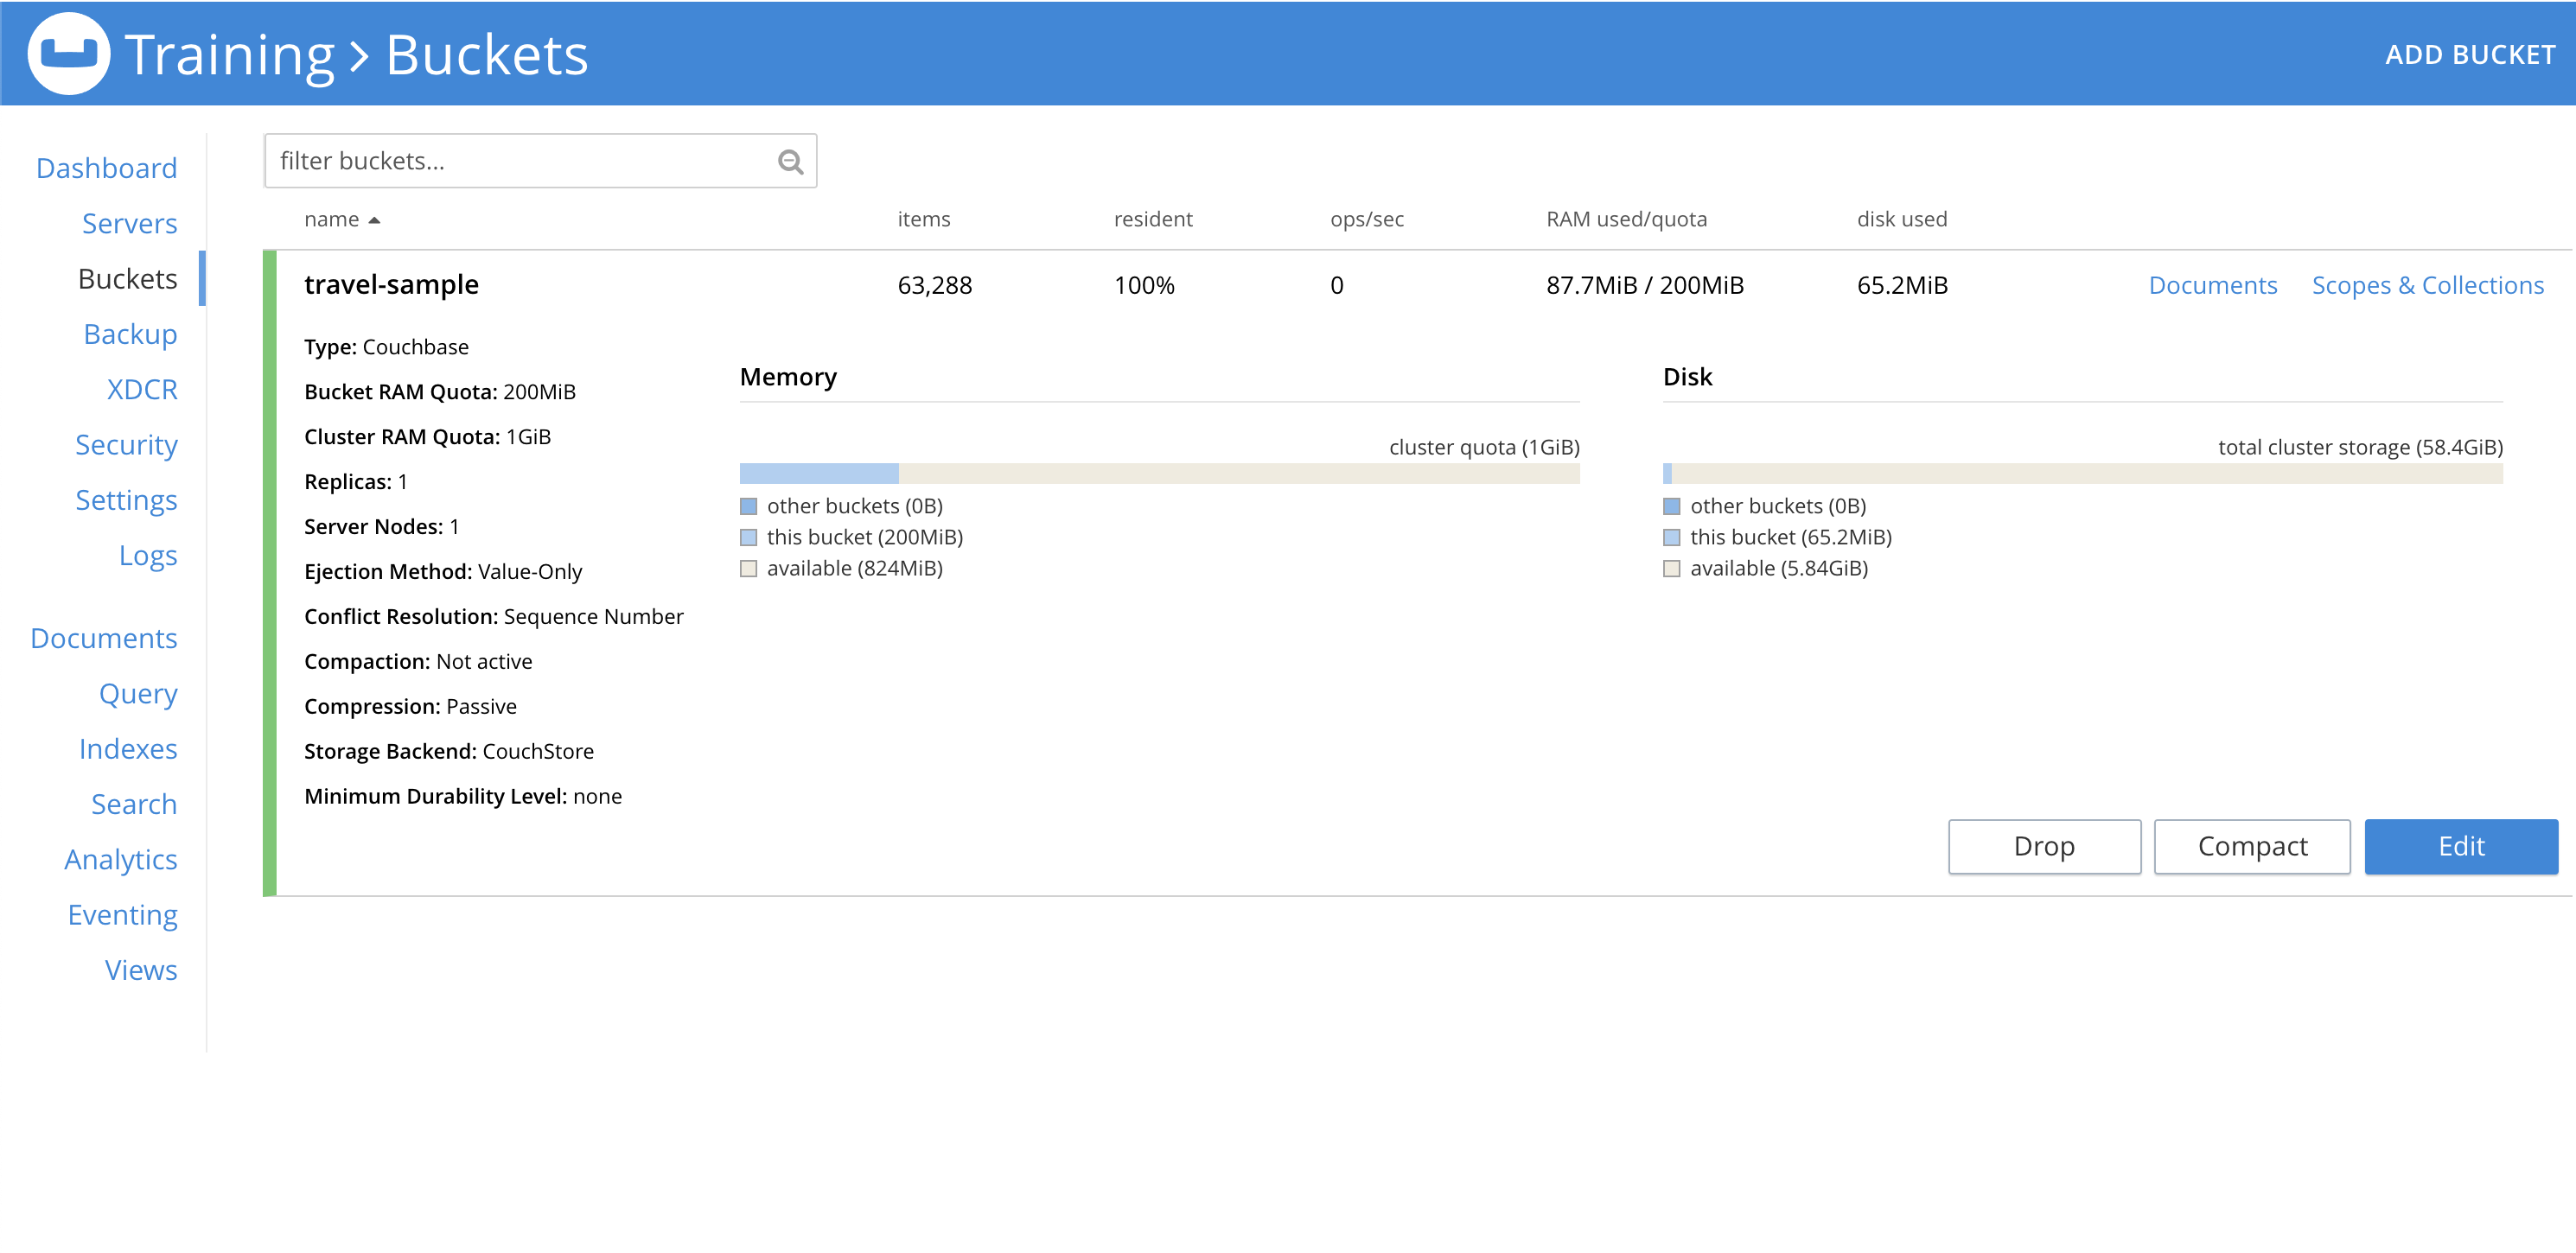 Training > Buckets
ADD BUCKET
Dashboard
Servers
Buckets
Backup
XDCR
Security
Settings
Logs
Documents
Query
Indexes
Search
Analytics
Eventing
Views
filter buckets...
name items resident ops/sec RAM used/quota disk used
travel-sample 63,288 100% 0 87.7MiB / 200MiB 65.2MiB Documents Scopes & Collections
Type: Couchbase
Bucket RAM Quota: 200MiB
Cluster RAM Quota: 1GiB
Replicas: 1
Server Nodes: 1
Ejection Method: Value-Only
Conflict Resolution: Sequence Number
Compaction: Not active
Compression: Passive
Storage Backend: CouchStore
Minimum Durability Level: none
Memory
cluster quota (1GiB)
other buckets (0B)
this bucket (200MiB)
available (824MiB)
Disk
total cluster storage (58.4GiB)
other buckets (0B)
this bucket (65.2MiB)
available (5.84GiB)
Drop
Compact
Edit